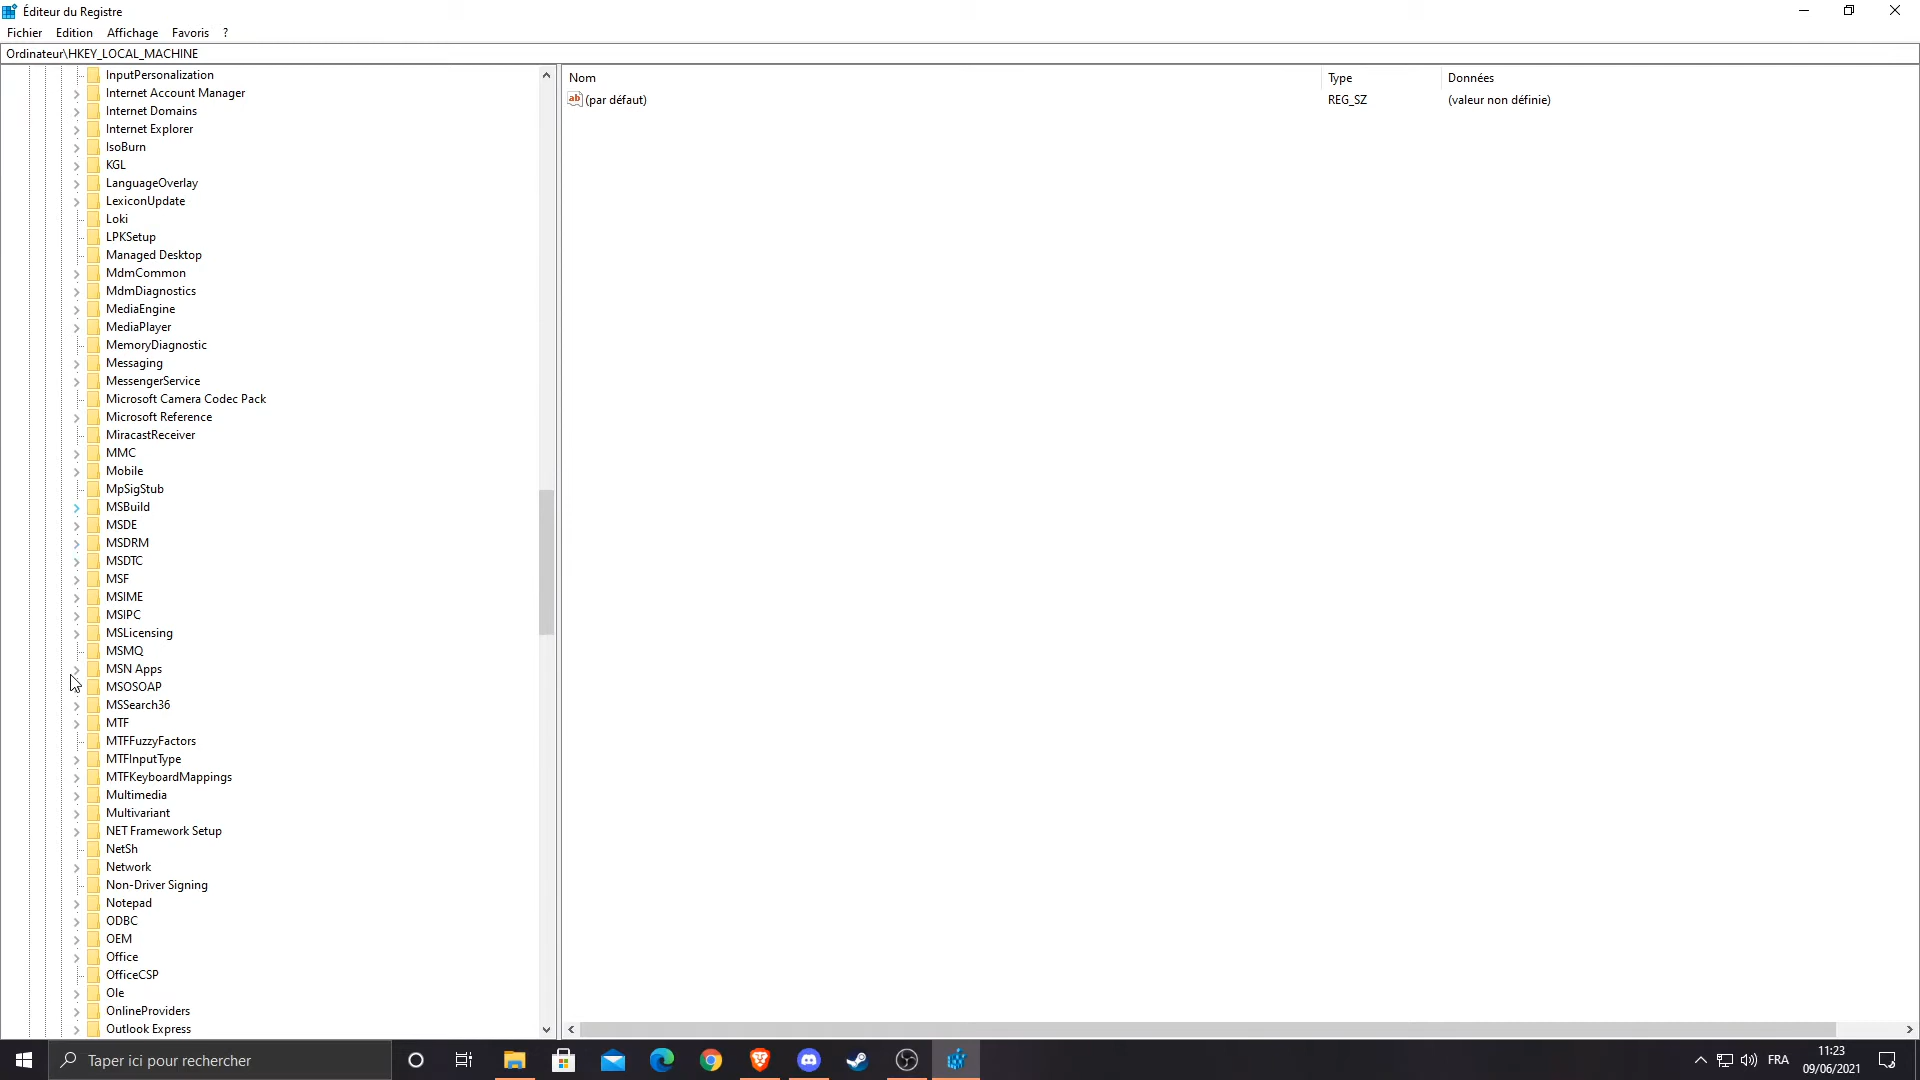 Éditeur du Registre
Fichier Edition Affichage Favoris ?
Ordinateur\HKEY_LOCAL_MACHINE
InputPersonalization
Internet Account Manager
Internet Domains
Internet Explorer
IsoBurn
KGL
LanguageOverlay
LexiconUpdate
Loki
LPKSetup
Managed Desktop
MdmCommon
MdmDiagnostics
MediaEngine
MediaPlayer
MemoryDiagnostic
Messaging
MessengerService
Microsoft Camera Codec Pack
Microsoft Reference
MiracastReceiver
MMC
Mobile
MpSigStub
MSBuild
MSDE
MSDRM
MSDTC
MSF
MSIME
MSIPC
MSLicensing
MSMQ
MSN Apps
MSOSOAP
MSSearch36
MTF
MTFFuzzyFactors
MTFInputType
MTFKeyboardMappings
Multimedia
Multivariant
NET Framework Setup
NetSh
Network
Non-Driver Signing
Notepad
ODBC
OEM
Office
OfficeCSP
Ole
OnlineProviders
Outlook Express
Nom Type Données
ab (par défaut) REG_SZ (valeur non définie)
Taper ici pour rechercher
FRA
11:23
09/06/2021